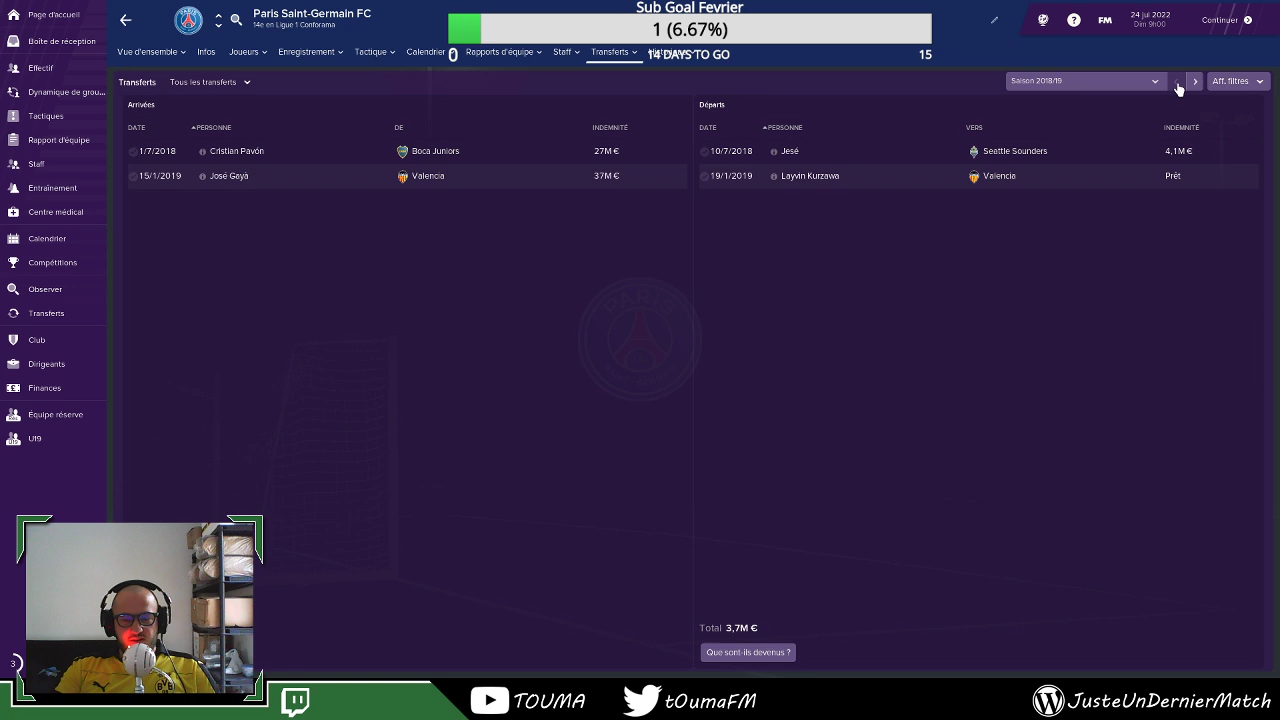 Page d'accueil
Boîte de réception
Effectif
Dynamique de grou...
Tactiques
Rapport d'équipe
Staff
Entraînement
Centre médical
Calendrier
Compétitions
Observer
Transferts
Club
Dirigeants
Finances
Équipe réserve
U19
3
Paris Saint-Germain FC
14e en Ligue 1 Conforama
Sub Goal Fevrier
1 (6.67%)
0
14 DAYS TO GO
15
FM
24 juil 2022
Dim 9h00
Continuer
Vue d'ensemble
Infos
Joueurs
Enregistrement
Tactique
Calendrier
Rapports d'équipe
Staff
Transferts
Transferts
Tous les transferts
Saison 2018/19
Aff. filtres
Arrivées
DATE PERSONNE DE INDEMNITÉ
1/7/2018 Cristian Pavón Boca Juniors 27M €
15/1/2019 José Gayà Valencia 37M €
Départs
DATE PERSONNE VERS INDEMNITÉ
10/7/2018 Jesé Seattle Sounders 4,1M €
19/1/2019 Layvin Kurzawa Valencia Prêt
PARIS
Total 3,7M €
Que sont-ils devenus ?
TOUMA
tOumaFM
JusteUnDernierMatch